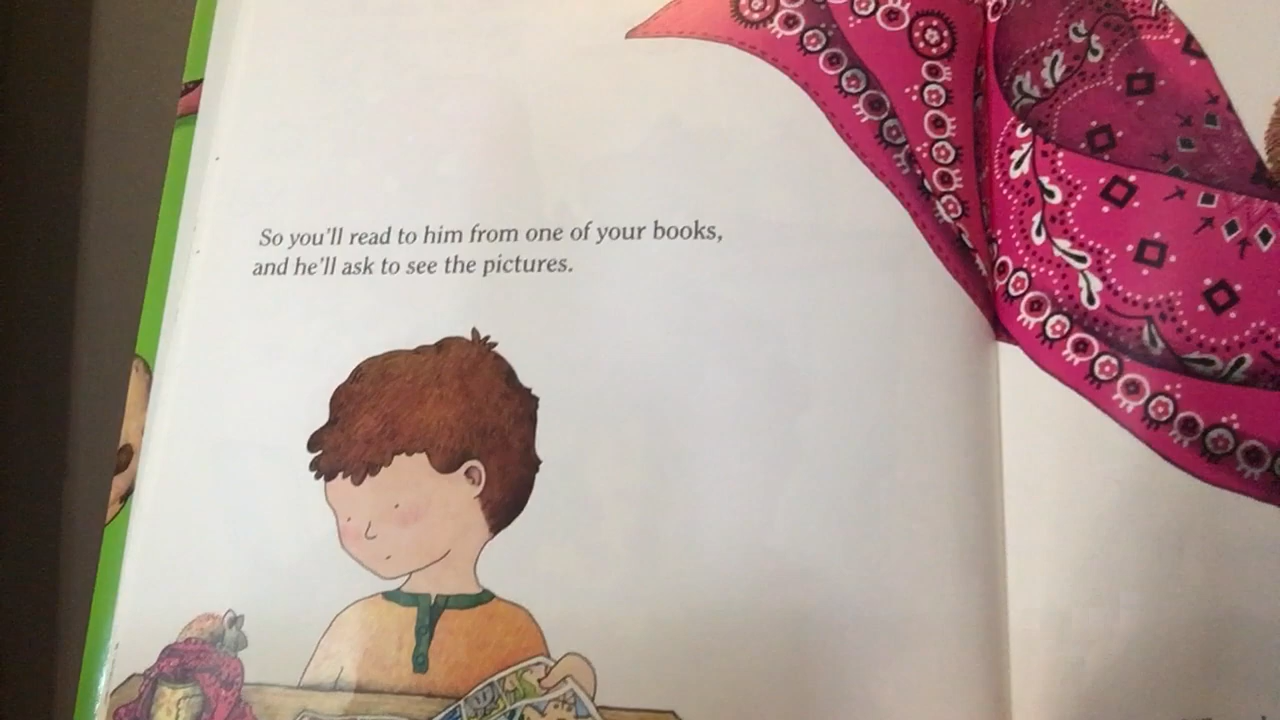 So you'll read to him from one of your books,
and he'll ask to see the pictures.